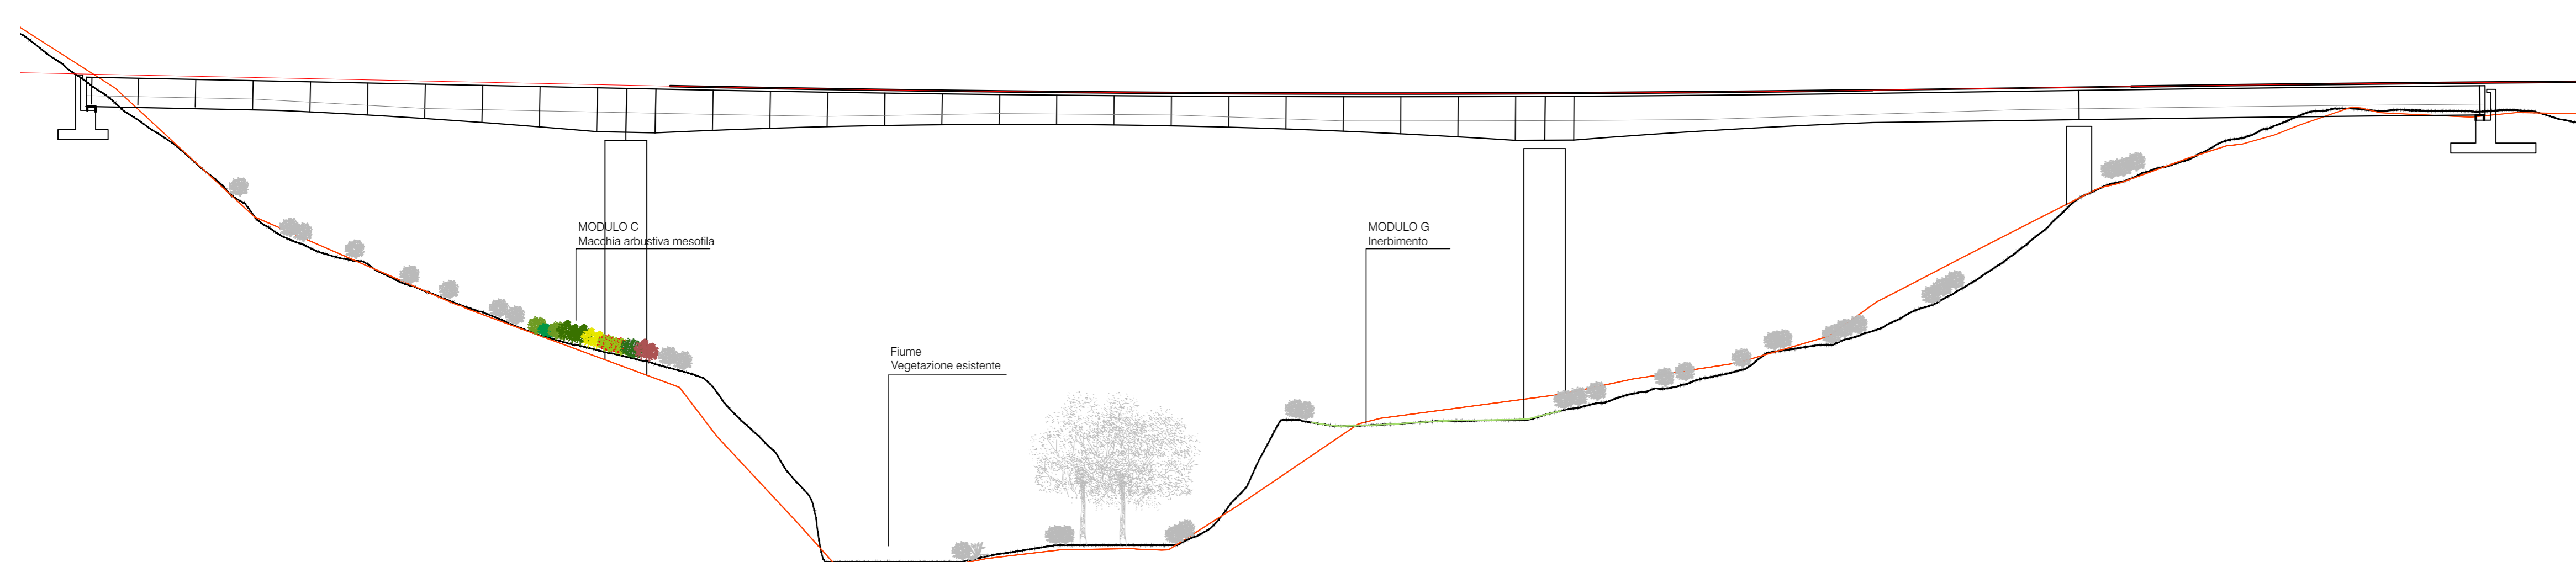 MODULO C
Macchia arbustiva mesofila
MODULO G
Inerbimento
Fiume
Vegetazione esistente